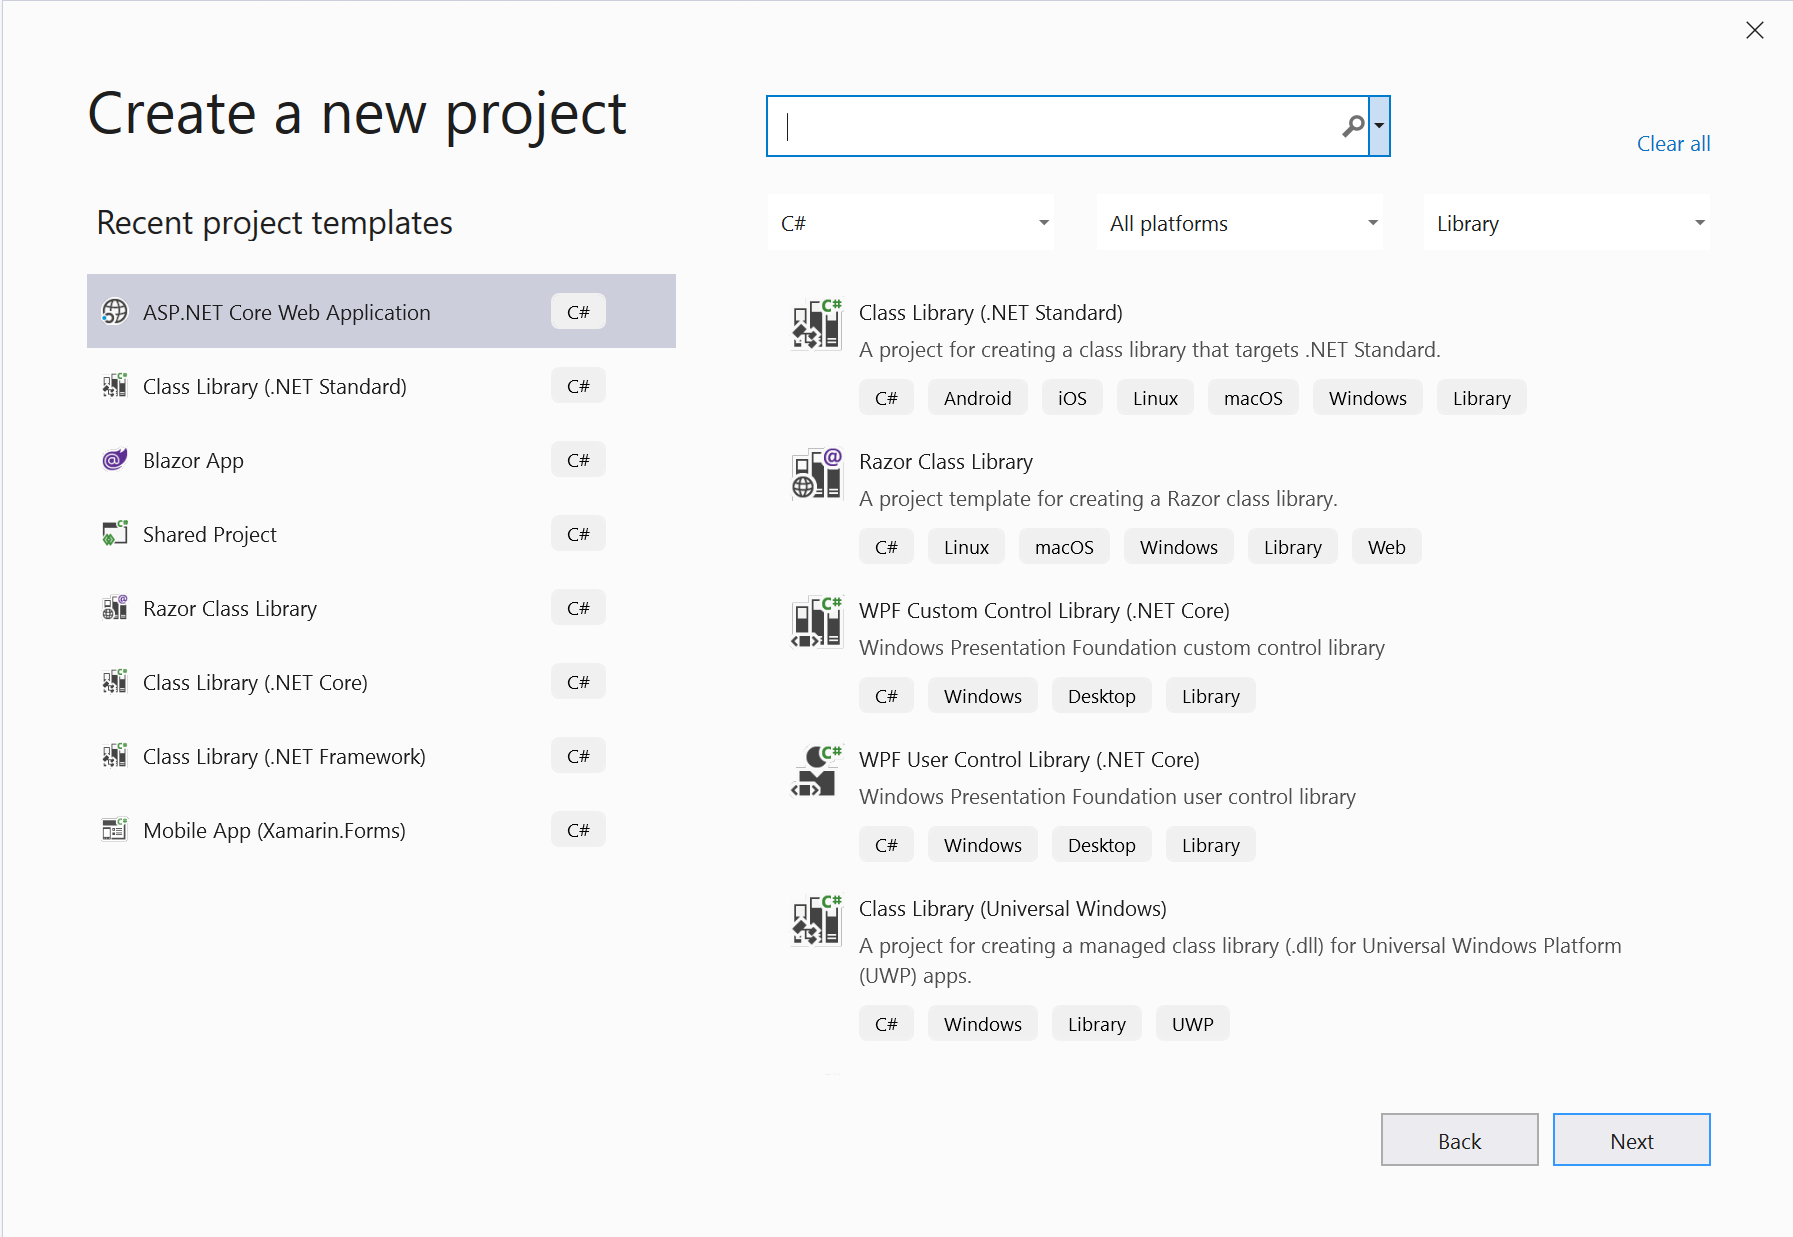 Create a new project
Clear all
Recent project templates
C#
All platforms
Library
ASP.NET Core Web Application C#
Class Library (.NET Standard) C#
Blazor App C#
Shared Project C#
Razor Class Library C#
Class Library (.NET Core) C#
Class Library (.NET Framework) C#
Mobile App (Xamarin.Forms) C#
Class Library (.NET Standard)
A project for creating a class library that targets .NET Standard.
C# Android iOS Linux macOS Windows Library
Razor Class Library
A project template for creating a Razor class library.
C# Linux macOS Windows Library Web
WPF Custom Control Library (.NET Core)
Windows Presentation Foundation custom control library
C# Windows Desktop Library
WPF User Control Library (.NET Core)
Windows Presentation Foundation user control library
C# Windows Desktop Library
Class Library (Universal Windows)
A project for creating a managed class library (.dll) for Universal Windows Platform
(UWP) apps.
C# Windows Library UWP
Back
Next